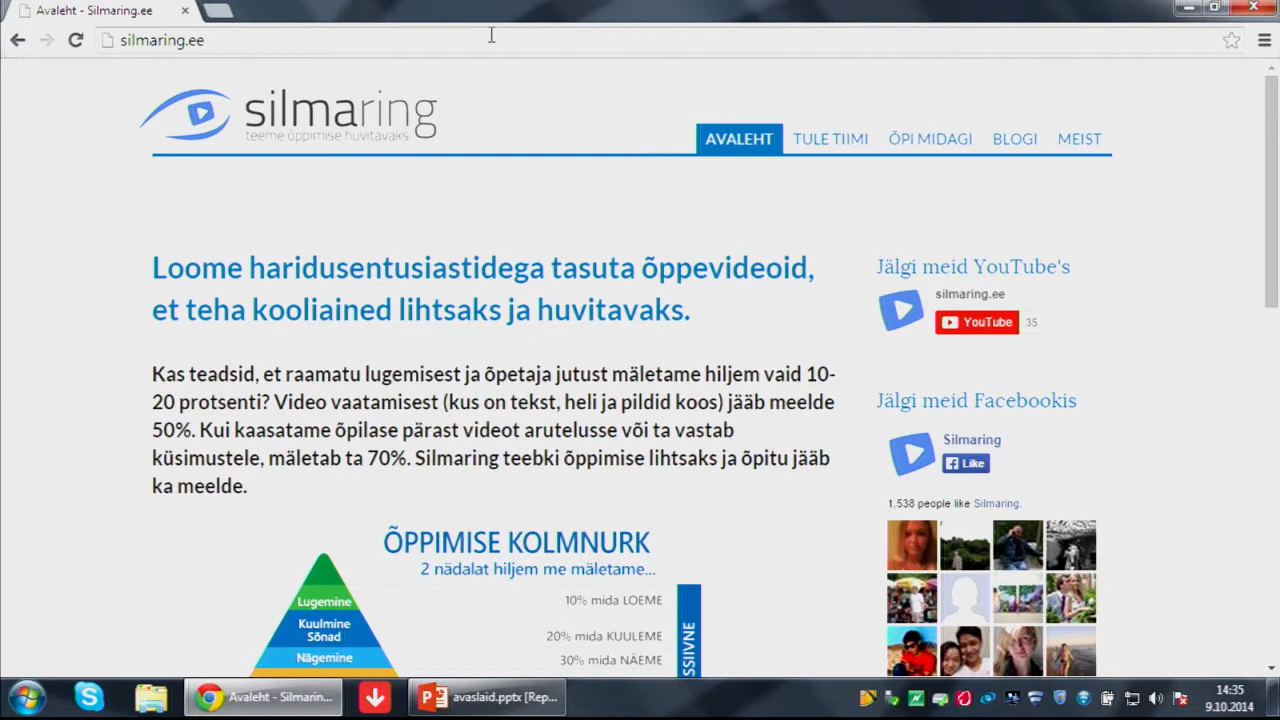 Avaleht - Silmaring.ee
silmaring.ee
silmaring
teeme õppimise huvitavaks
AVALEHT TULE TIIMI ÕPI MIDAGI BLOGI MEIST
Loome haridusentusiastidega tasuta õppevideoid,
et teha kooliained lihtsaks ja huvitavaks.
Kas teadsid, et raamatu lugemisest ja õpetaja jutust mäletame hiljem vaid 10-
20 protsenti? Video vaatamisest (kus on tekst, heli ja pildid koos) jääb meelde
50%. Kui kaasatame õpilase pärast videot arutelusse või ta vastab
küsimustele, mäletab ta 70%. Silmaring teebki õppimise lihtsaks ja õpitu jääb
ka meelde.
ÕPPIMISE KOLMNURK
2 nädalat hiljem me mäletame...
Lugemine
10% mida LOEME
Kuulmine
Sõnad
20% mida KUULEME
Nägemine
30% mida NÄEME
SSIIVNE
Jälgi meid YouTube's
silmaring.ee
YouTube 35
Jälgi meid Facebookis
Silmaring
Like
1,538 people like Silmaring.
Avaleht - Silmarin...
avaslaid.pptx [Rep...
14:35
9.10.2014